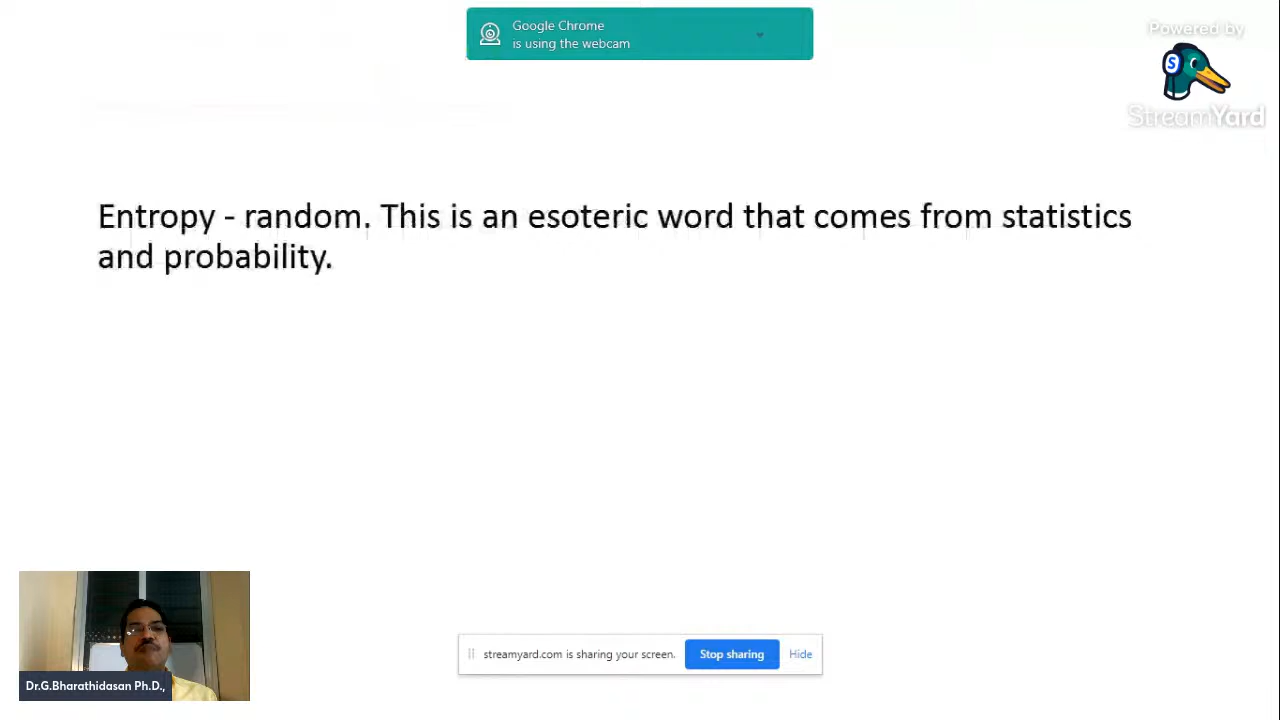 Google Chrome
is using the webcam
Powered by
S
StreamYard
Entropy - random. This is an esoteric word that comes from statistics
and probability.
streamyard.com is sharing your screen. Stop sharing Hide
Dr.G.Bharathidasan Ph.D.,